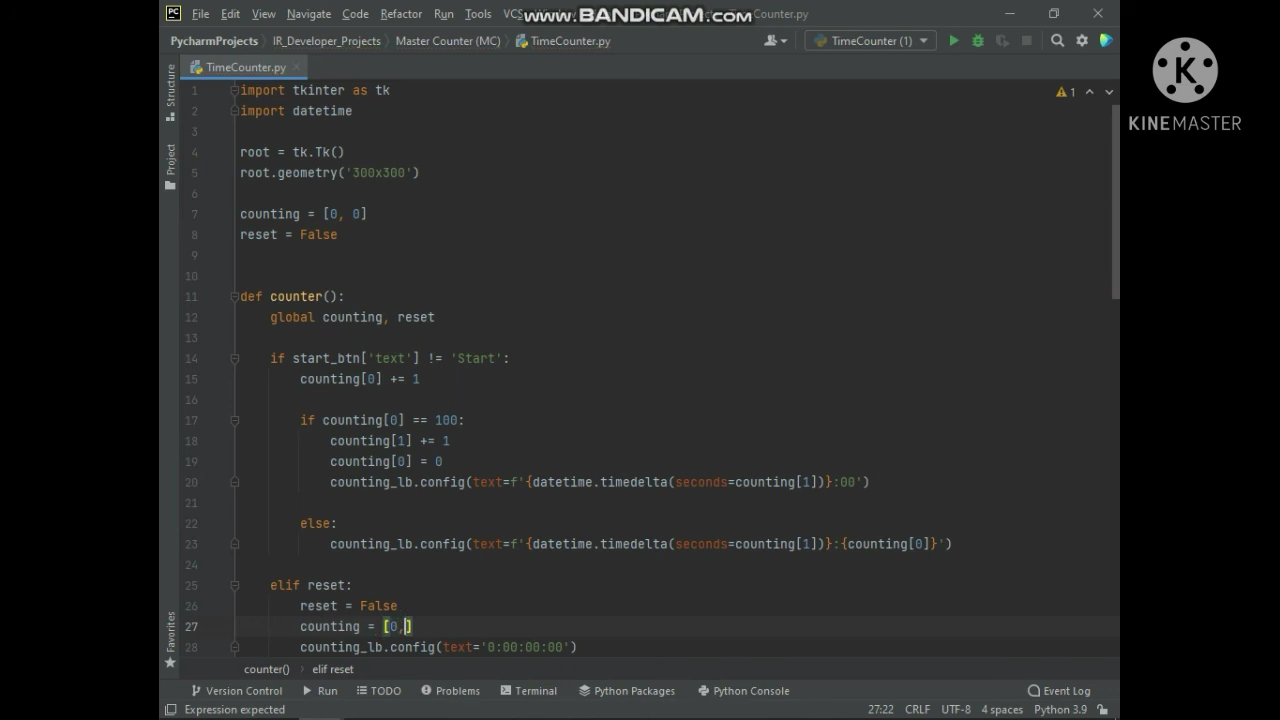 PC File Edit View Navigate Code Refactor Run Tools VCS www.BANDICAM.com Counter.py
PycharmProjects IR_Developer_Projects Master Counter (MC) TimeCounter.py TimeCounter (1)
K
KINEMASTER
TimeCounter.py
Structure
Project
Favorites
1 import tkinter as tk
1
2 import datetime
3
4 root = tk.Tk()
5 root.geometry('300x300')
6
7 counting = [0, 0]
8 reset = False
9
10
11 def counter():
12 global counting, reset
13
14 if start_btn['text'] != 'Start':
15 counting[0] += 1
16
17 if counting[0] == 100:
18 counting[1] += 1
19 counting[0] = 0
20 counting_lb.config(text=f'{datetime.timedelta(seconds=counting[1])}:00')
21
22 else:
23 counting_lb.config(text=f'{datetime.timedelta(seconds=counting[1])}:{counting[0]}')
24
25 elif reset:
26 reset = False
27 counting = [0,]
28 counting_lb.config(text='0:00:00:00')
counter() elif reset
Version Control Run TODO Problems Terminal Python Packages Python Console Event Log
Expression expected 27:22 CRLF UTF-8 4 spaces Python 3.9